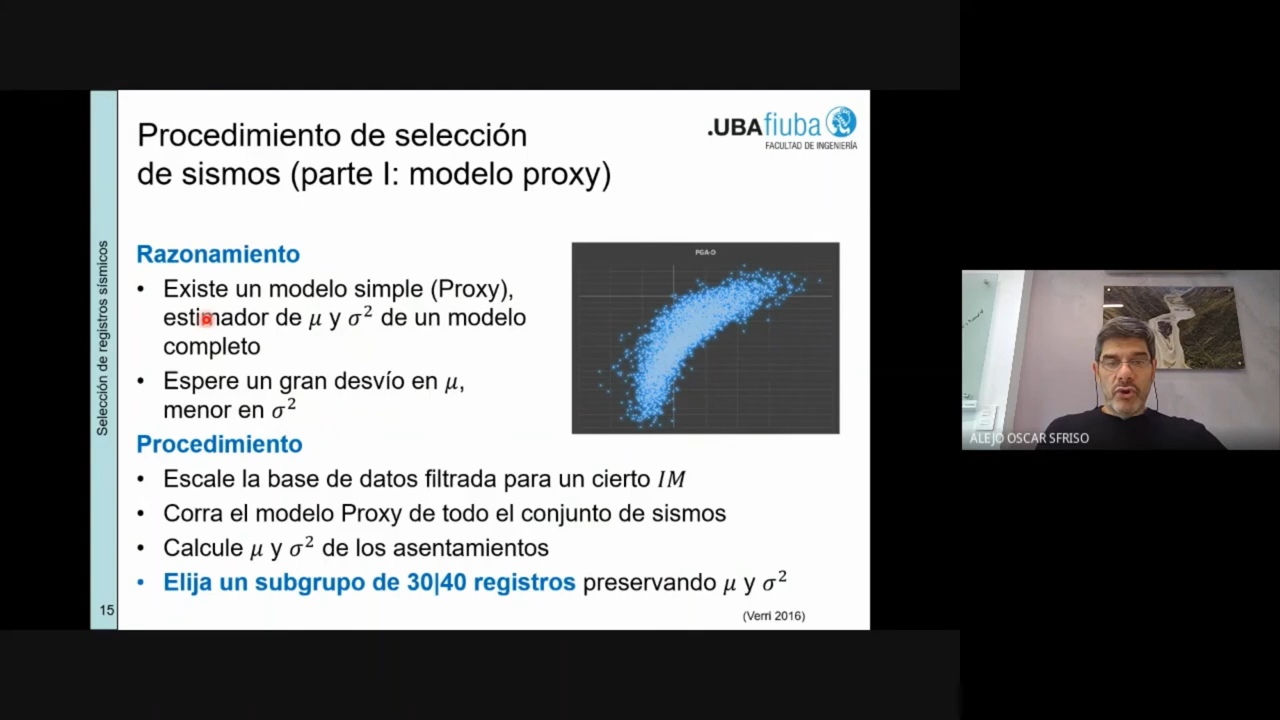 Procedimiento de selección
de sismos (parte I: modelo proxy)
.UBAfiuba
FACULTAD DE INGENIERÍA
Selección de registros sísmicos
Razonamiento
• Existe un modelo simple (Proxy),
estimador de μ y σ² de un modelo
completo
• Espere un gran desvío en μ,
menor en σ²
PGA-D
Procedimiento
• Escale la base de datos filtrada para un cierto IM
• Corra el modelo Proxy de todo el conjunto de sismos
• Calcule μ y σ² de los asentamientos
• Elija un subgrupo de 30|40 registros preservando μ y σ²
15
(Verri 2016)
ALEJO OSCAR SFRISO